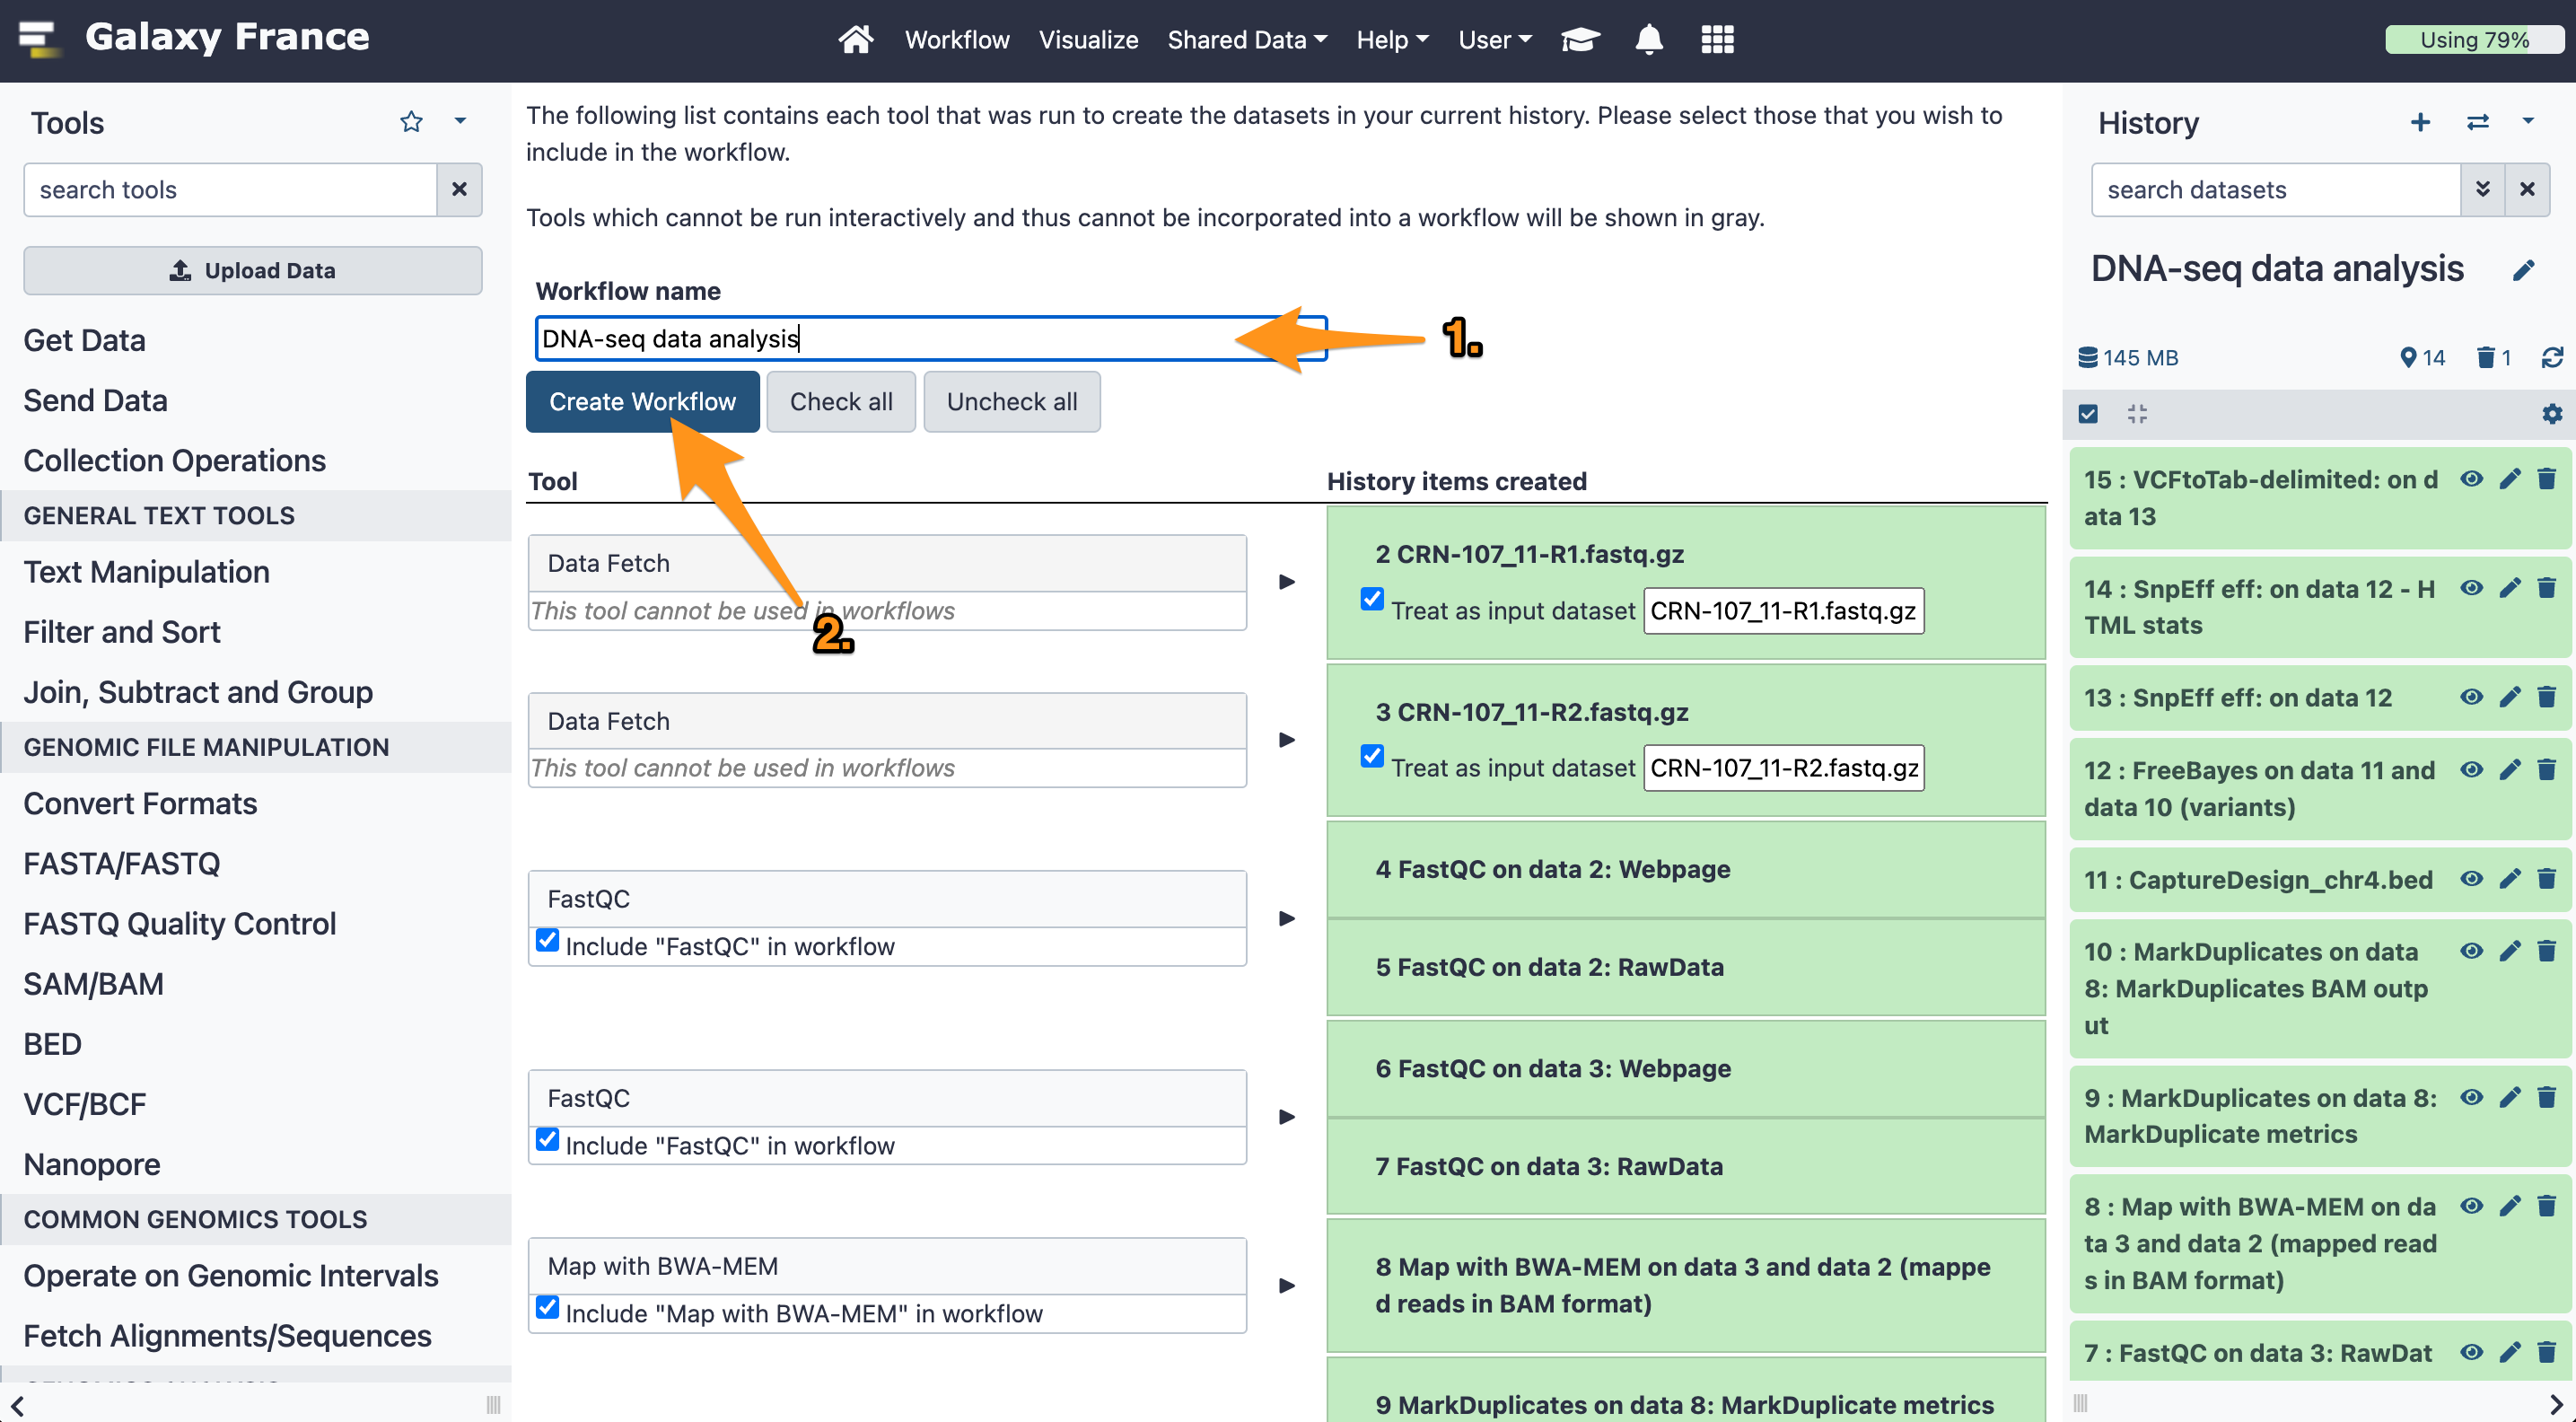 Galaxy France
Workflow
Visualize
Shared Data
Help
User
Using 79%
Tools
search tools
Upload Data
Get Data
Send Data
Collection Operations
GENERAL TEXT TOOLS
Text Manipulation
Filter and Sort
Join, Subtract and Group
GENOMIC FILE MANIPULATION
Convert Formats
FASTA/FASTQ
FASTQ Quality Control
SAM/BAM
BED
VCF/BCF
Nanopore
COMMON GENOMICS TOOLS
Operate on Genomic Intervals
Fetch Alignments/Sequences
The following list contains each tool that was run to create the datasets in your current history. Please select those that you wish to
include in the workflow.
Tools which cannot be run interactively and thus cannot be incorporated into a workflow will be shown in gray.
Workflow name
DNA-seq data analysis
1.
Create Workflow
Check all
Uncheck all
2.
Tool
History items created
Data Fetch
This tool cannot be used in workflows
2 CRN-107_11-R1.fastq.gz
Treat as input dataset CRN-107_11-R1.fastq.gz
Data Fetch
This tool cannot be used in workflows
3 CRN-107_11-R2.fastq.gz
Treat as input dataset CRN-107_11-R2.fastq.gz
FastQC
Include "FastQC" in workflow
4 FastQC on data 2: Webpage
5 FastQC on data 2: RawData
FastQC
Include "FastQC" in workflow
6 FastQC on data 3: Webpage
7 FastQC on data 3: RawData
Map with BWA-MEM
Include "Map with BWA-MEM" in workflow
8 Map with BWA-MEM on data 3 and data 2 (mappe
d reads in BAM format)
9 MarkDuplicates on data 8: MarkDuplicate metrics
History
search datasets
DNA-seq data analysis
145 MB
14
1
15 : VCFtoTab-delimited: on d
ata 13
14 : SnpEff eff: on data 12 - H
TML stats
13 : SnpEff eff: on data 12
12 : FreeBayes on data 11 and
data 10 (variants)
11 : CaptureDesign_chr4.bed
10 : MarkDuplicates on data
8: MarkDuplicates BAM outp
ut
9 : MarkDuplicates on data 8:
MarkDuplicate metrics
8 : Map with BWA-MEM on da
ta 3 and data 2 (mapped read
s in BAM format)
7 : FastQC on data 3: RawDat